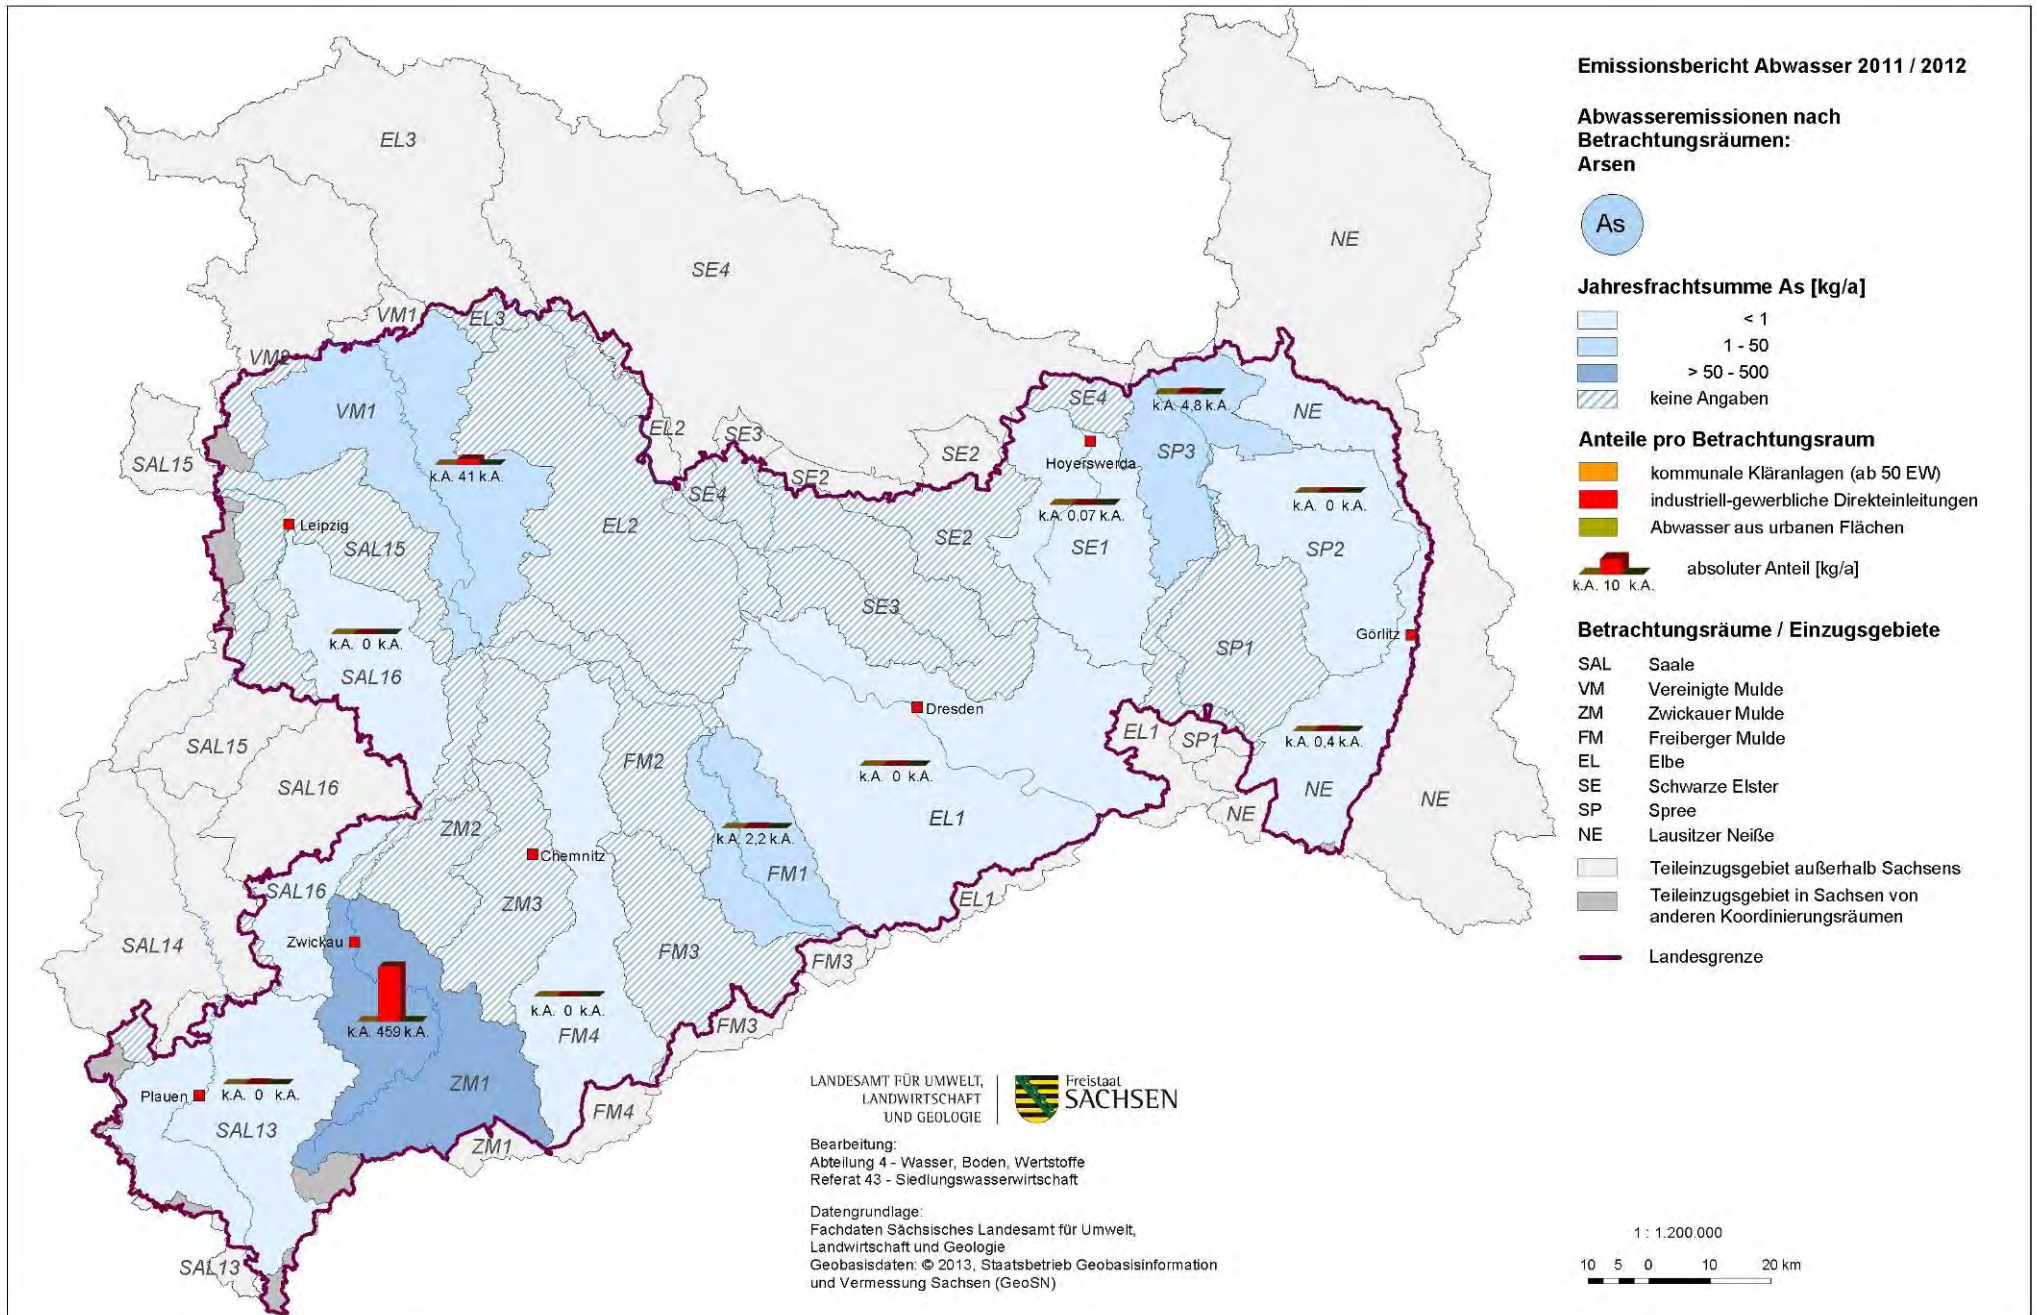 Emissionsbericht Abwasser 2011 / 2012
Abwasseremissionen nach
Betrachtungsräumen:
Arsen
As
Jahresfrachtsumme As [kg/a]
< 1
1 - 50
> 50 - 500
keine Angaben
Anteile pro Betrachtungsraum
kommunale Kläranlagen (ab 50 EW)
industriell-gewerbliche Direkteinleitungen
Abwasser aus urbanen Flächen
absoluter Anteil [kg/a]
k.A. 10 k.A.
Betrachtungsräume / Einzugsgebiete
SAL Saale
VM Vereinigte Mulde
ZM Zwickauer Mulde
FM Freiberger Mulde
EL Elbe
SE Schwarze Elster
SP Spree
NE Lausitzer Neiße
Teileinzugsgebiet außerhalb Sachsens
Teileinzugsgebiet in Sachsen von
anderen Koordinierungsräumen
Landesgrenze
EL3
NE
SE4
VM1
EL3
VM2
VM1
SE4
k.A. 4,8 k.A.
NE
SAL15
EL2
SE3
SE2
SE2
Hoyerswerda
SP3
k.A. 41 k.A.
SE4
k.A. 0,07 k.A.
k.A. 0 k.A.
Leipzig
EL2
SAL15
SE2
SE1
SP2
SE3
k.A. 0 k.A.
Görlitz
SP1
SAL16
Dresden
EL1
SP1
k.A. 0,4 k.A.
SAL15
FM2
k.A. 0 k.A.
SAL16
NE
NE
NE
ZM2
k.A. 2,2 k.A.
EL1
Chemnitz
FM1
SAL16
ZM3
EL1
SAL14
Zwickau
FM3
FM3
k.A. 459 k.A.
k.A. 0 k.A.
FM4
FM3
ZM1
Plauen
k.A. 0 k.A.
SAL13
FM4
ZM1
SAL13
LANDESAMT FÜR UMWELT,
LANDWIRTSCHAFT
UND GEOLOGIE
Freistaat
SACHSEN
Bearbeitung:
Abteilung 4 - Wasser, Boden, Wertstoffe
Referat 43 - Siedlungswasserwirtschaft
Datengrundlage:
Fachdaten Sächsisches Landesamt für Umwelt,
Landwirtschaft und Geologie
Geobasisdaten: © 2013, Staatsbetrieb Geobasisinformation
und Vermessung Sachsen (GeoSN)
1 : 1.200.000
10 5 0 10 20 km